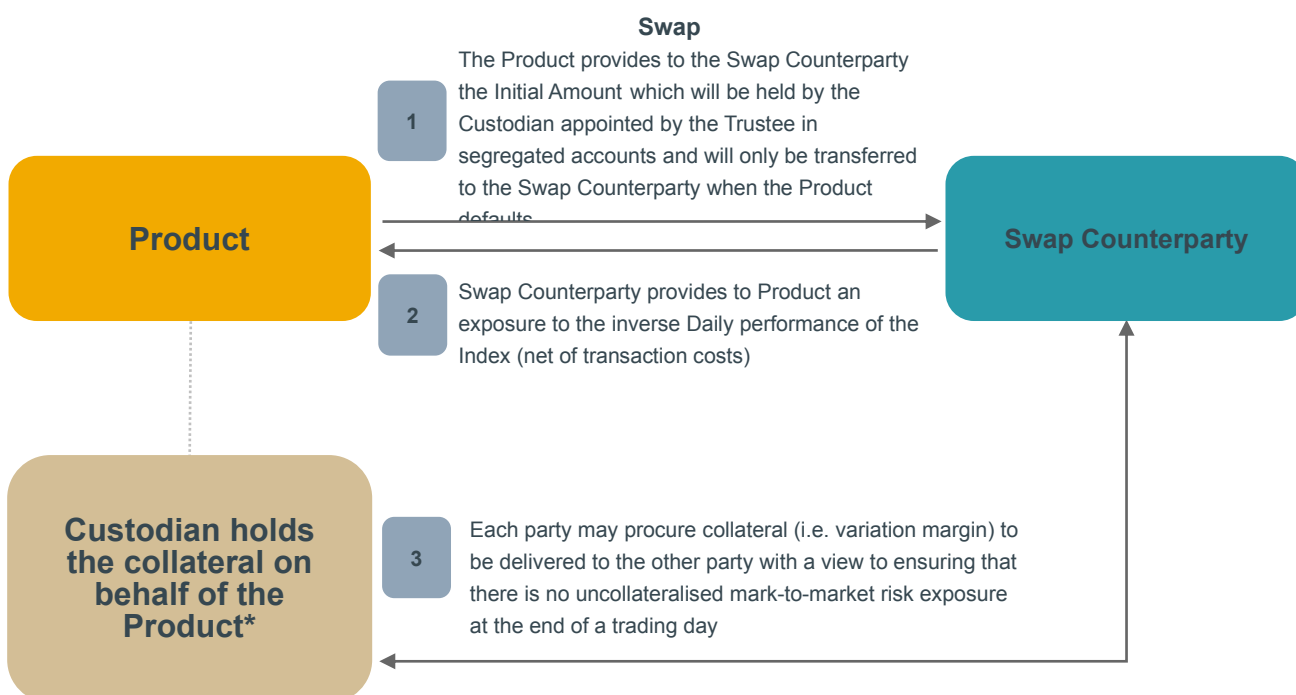 Swap
The Product provides to the Swap Counterparty
the Initial Amount which will be held by the
1
Custodian appointed by the Trustee in
segregated accounts and will only be transferred
to the Swap Counterparty when the Product
defaults
Product
Swap Counterparty
2
Swap Counterparty provides to Product an
exposure to the inverse Daily performance of the
Index (net of transaction costs)
Custodian holds
the collateral on
behalf of the
Product*
3
Each party may procure collateral (i.e. variation margin) to
be delivered to the other party with a view to ensuring that
there is no uncollateralised mark-to-market risk exposure
at the end of a trading day